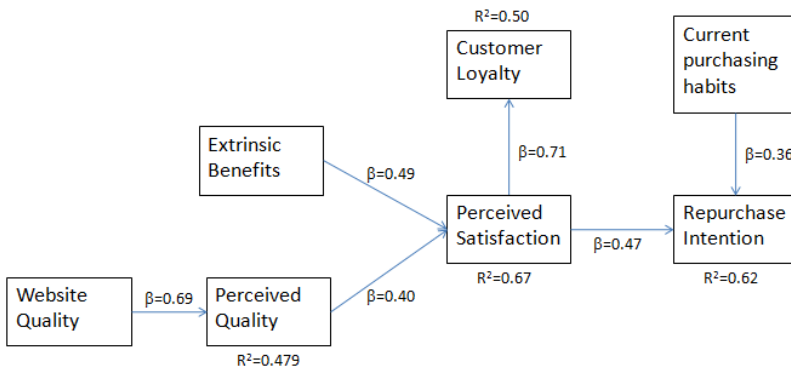 R²=0.50
Customer
Loyalty
Current
purchasing
habits
Extrinsic
Benefits
β=0.49
β=0.71
β=0.36
Perceived
Satisfaction
β=0.47
Repurchase
Intention
R²=0.67
R²=0.62
Website
Quality
β=0.69
Perceived
Quality
β=0.40
R²=0.479